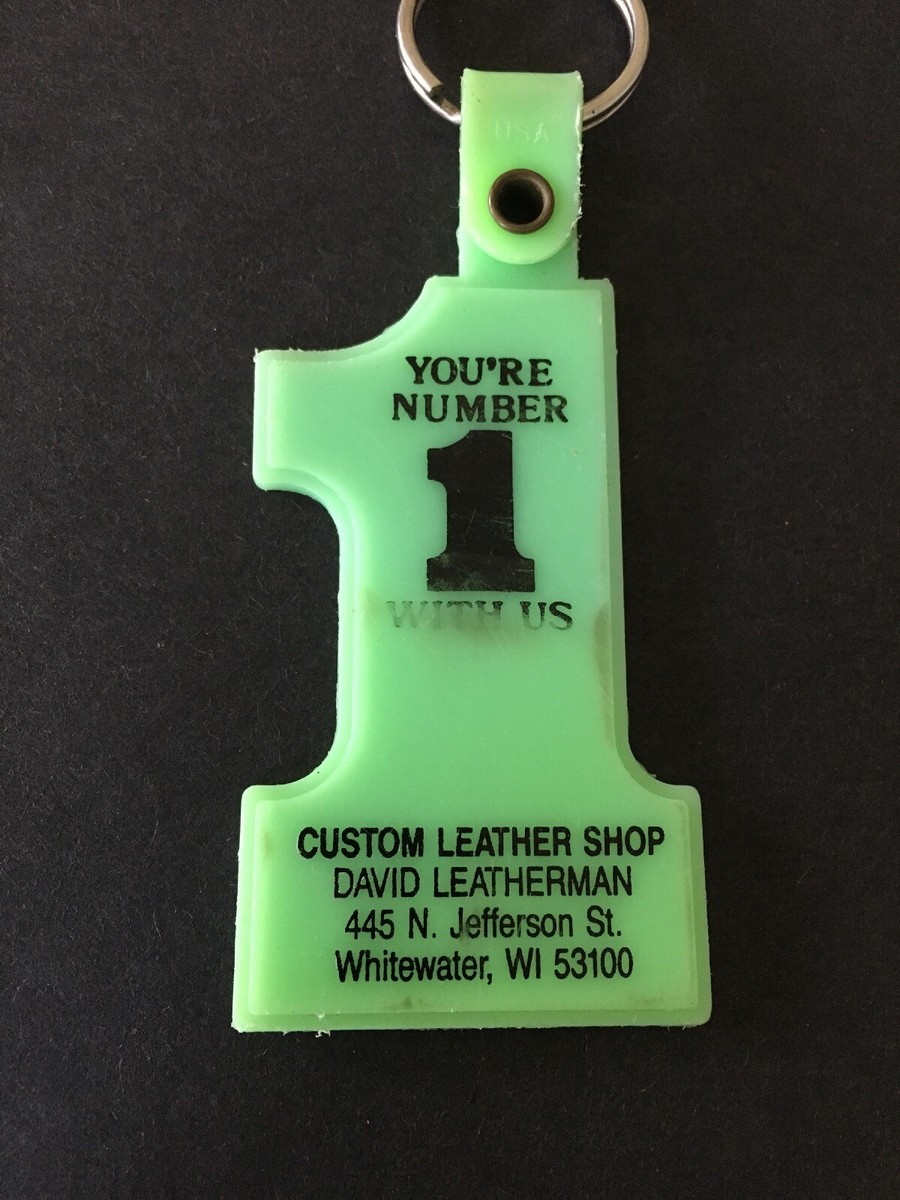 USA
YOU'RE
NUMBER
1
WITH US
CUSTOM LEATHER SHOP
DAVID LEATHERMAN
445 N. Jefferson St.
Whitewater, WI 53100